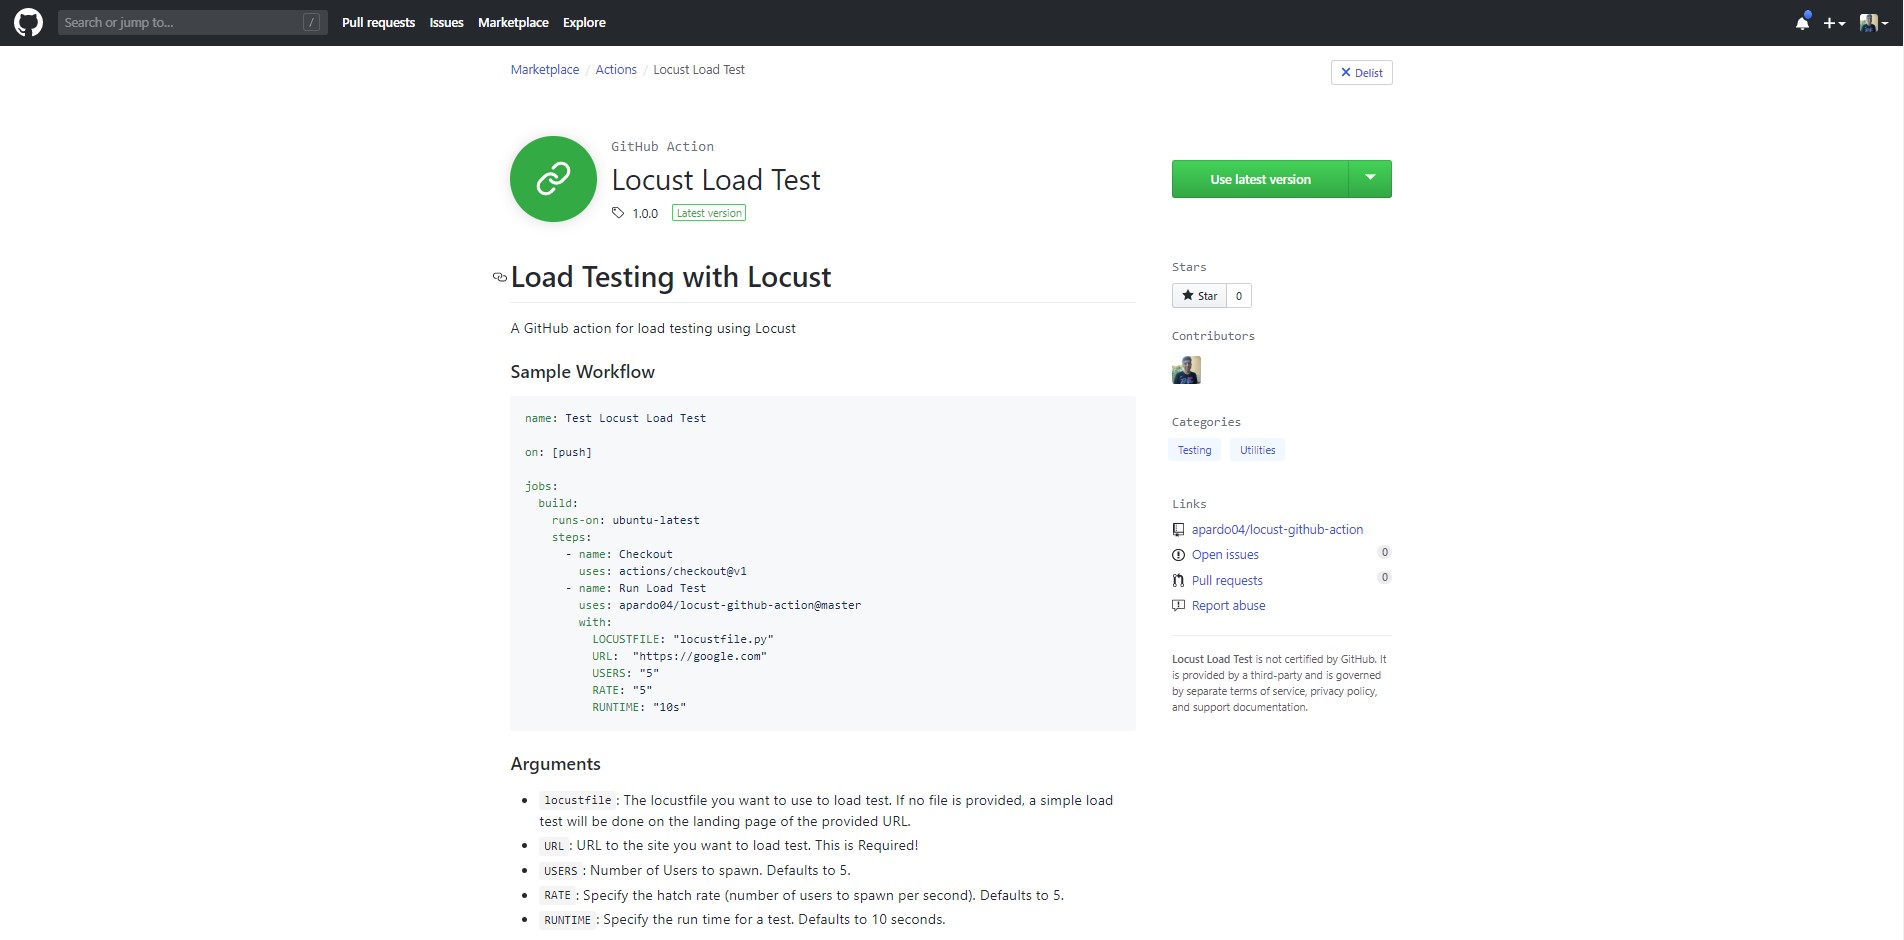 Search or jump to...
/
Pull requests Issues Marketplace Explore
Marketplace / Actions / Locust Load Test
Delist
GitHub Action
Locust Load Test
1.0.0 Latest version
Use latest version
Load Testing with Locust
A GitHub action for load testing using Locust
Sample Workflow
name: Test Locust Load Test
on: [push]
jobs:
  build:
    runs-on: ubuntu-latest
    steps:
      - name: Checkout
        uses: actions/checkout@v1
      - name: Run Load Test
        uses: apardo04/locust-github-action@master
        with:
          LOCUSTFILE: "locustfile.py"
          URL:  "https://google.com"
          USERS: "5"
          RATE: "5"
          RUNTIME: "10s"
Arguments
• locustfile : The locustfile you want to use to load test. If no file is provided, a simple load
test will be done on the landing page of the provided URL.
• URL : URL to the site you want to load test. This is Required!
• USERS : Number of Users to spawn. Defaults to 5.
• RATE : Specify the hatch rate (number of users to spawn per second). Defaults to 5.
• RUNTIME : Specify the run time for a test. Defaults to 10 seconds.
Stars
Star 0
Contributors
Categories
Testing Utilities
Links
apardo04/locust-github-action
Open issues 0
Pull requests 0
Report abuse
Locust Load Test is not certified by GitHub. It
is provided by a third-party and is governed
by separate terms of service, privacy policy,
and support documentation.